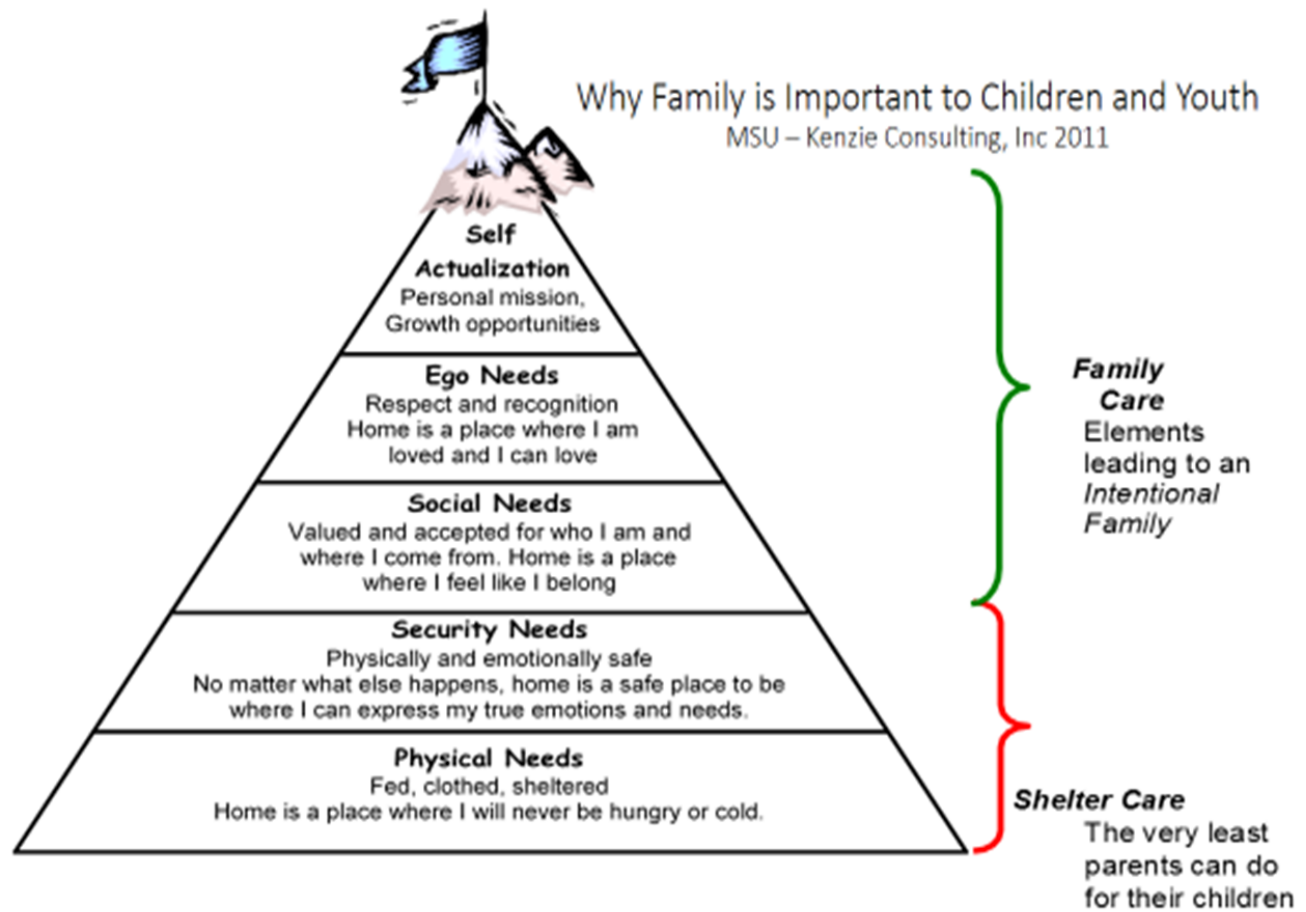 Why Family is Important to Children and Youth
MSU – Kenzie Consulting, Inc 2011
Self
Actualization
Personal mission,
Growth opportunities
Ego Needs
Respect and recognition
Home is a place where I am
loved and I can love
Social Needs
Valued and accepted for who I am and
where I come from. Home is a place
where I feel like I belong
Security Needs
Physically and emotionally safe
No matter what else happens, home is a safe place to be
where I can express my true emotions and needs.
Physical Needs
Fed, clothed, sheltered
Home is a place where I will never be hungry or cold.
Family
Care
Elements
leading to an
Intentional
Family
Shelter Care
The very least
parents can do
for their children